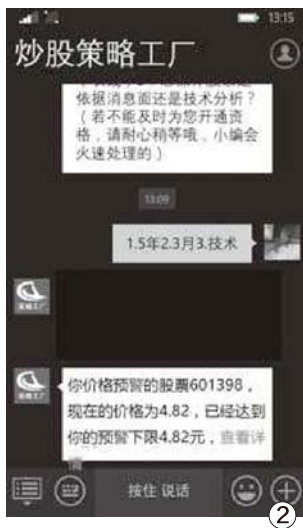 13:15
炒股策略工厂
依据消息面还是技术分析？
（若不能及时为您开通资
格，请耐心稍等哦，小编会
火速处理的）
13:09
1.5年2.3月3.技术
你价格预警的股票601398，
现在的价格为4.82，已经达到
你的预警下限4.82元，查看详
情
按住 说话
②